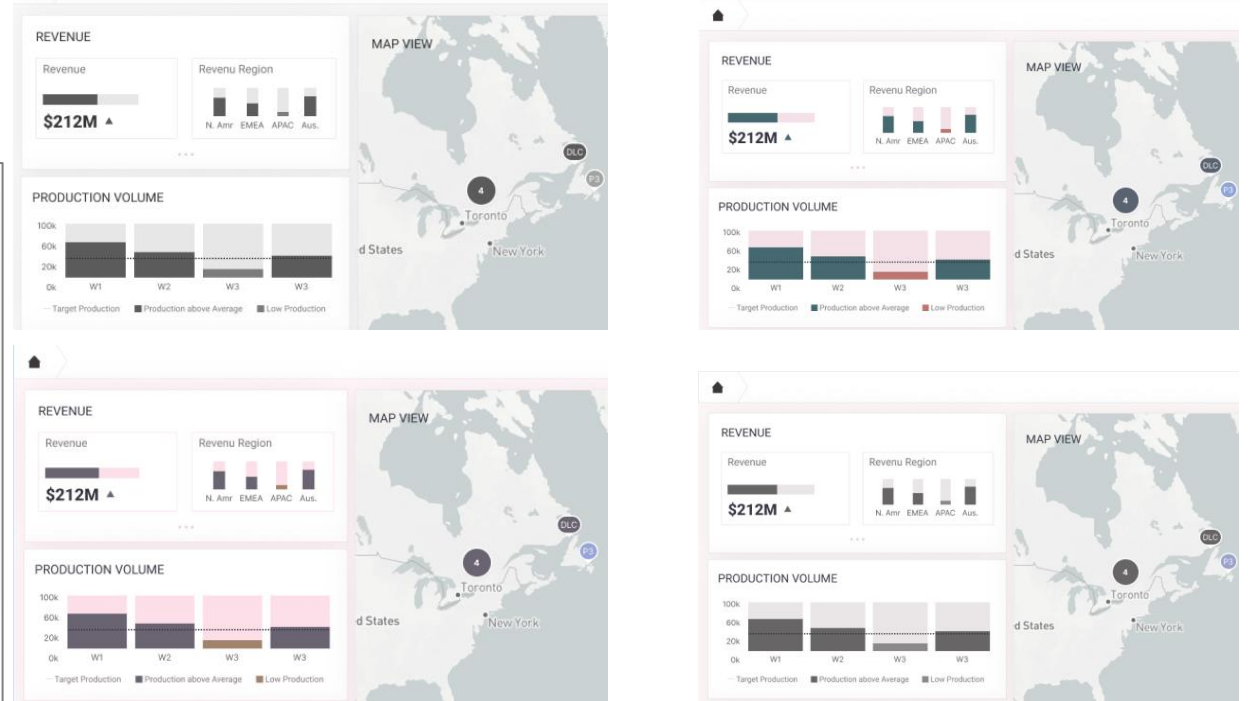 REVENUE
Revenue
$212M
Revenu Region
N. Amr EMEA APAC Aus.
PRODUCTION VOLUME
100k
60k
20k
0k
W1 W2 W3 W3
Target Production Production above Average Low Production
MAP VIEW
DLC
P3
4
Toronto
d States
New York
REVENUE
Revenue
$212M
Revenu Region
N. Amr EMEA APAC Aus.
PRODUCTION VOLUME
100k
60k
20k
0k
W1 W2 W3 W3
Target Production Production above Average Low Production
MAP VIEW
DLC
P3
4
Toronto
d States
New York
REVENUE
Revenue
$212M
Revenu Region
N. Amr EMEA APAC Aus.
PRODUCTION VOLUME
100k
60k
20k
0k
W1 W2 W3 W3
Target Production Production above Average Low Production
MAP VIEW
DLC
P3
4
Toronto
d States
New York
REVENUE
Revenue
$212M
Revenu Region
N. Amr EMEA APAC Aus.
PRODUCTION VOLUME
100k
60k
20k
0k
W1 W2 W3 W3
Target Production Production above Average Low Production
MAP VIEW
DLC
P3
4
Toronto
d States
New York